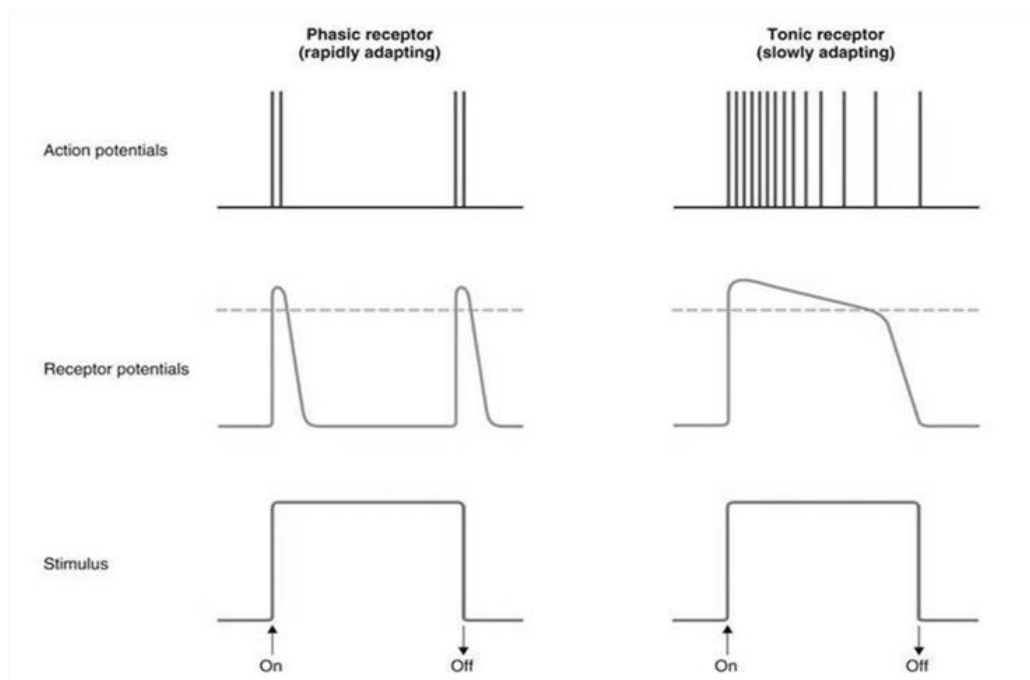 Phasic receptor
(rapidly adapting)
Tonic receptor
(slowly adapting)
Action potentials
Receptor potentials
Stimulus
On
Off
On
Off